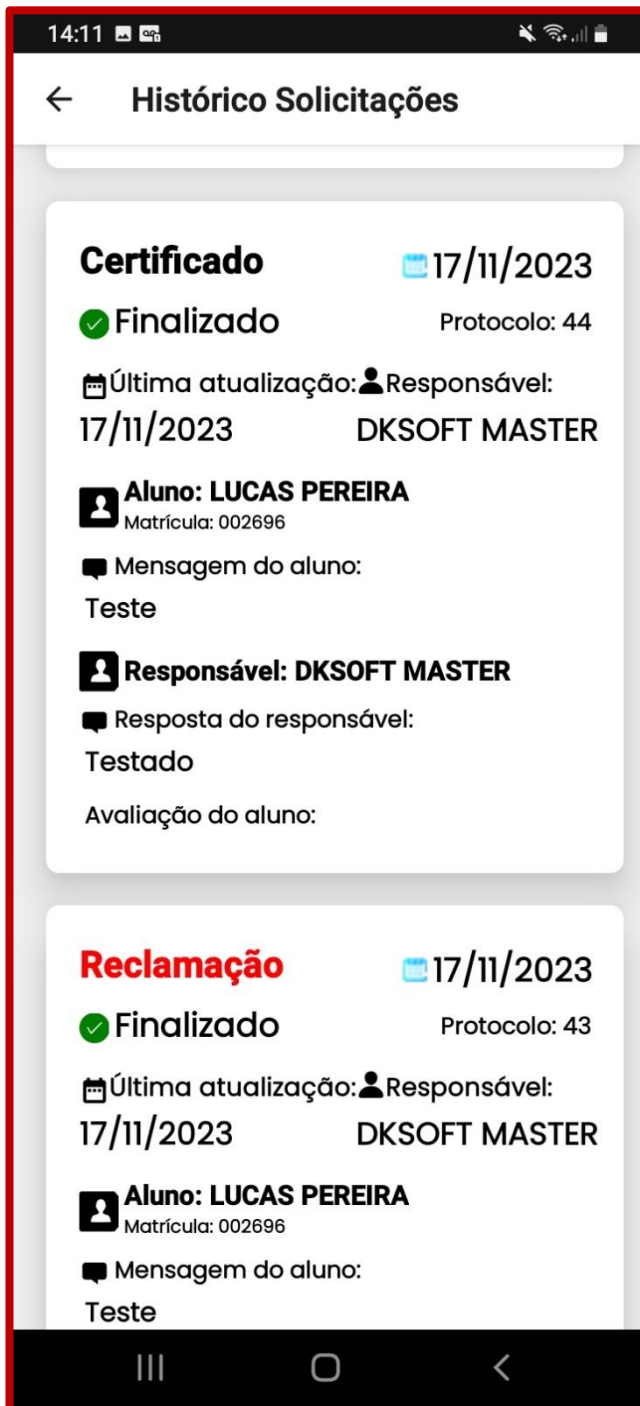 14:11
Histórico Solicitações
Certificado 17/11/2023
Finalizado Protocolo: 44
Última atualização: Responsável:
17/11/2023 DKSOFT MASTER
Aluno: LUCAS PEREIRA
Matrícula: 002696
Mensagem do aluno:
Teste
Responsável: DKSOFT MASTER
Resposta do responsável:
Testado
Avaliação do aluno:
Reclamação 17/11/2023
Finalizado Protocolo: 43
Última atualização: Responsável:
17/11/2023 DKSOFT MASTER
Aluno: LUCAS PEREIRA
Matrícula: 002696
Mensagem do aluno:
Teste